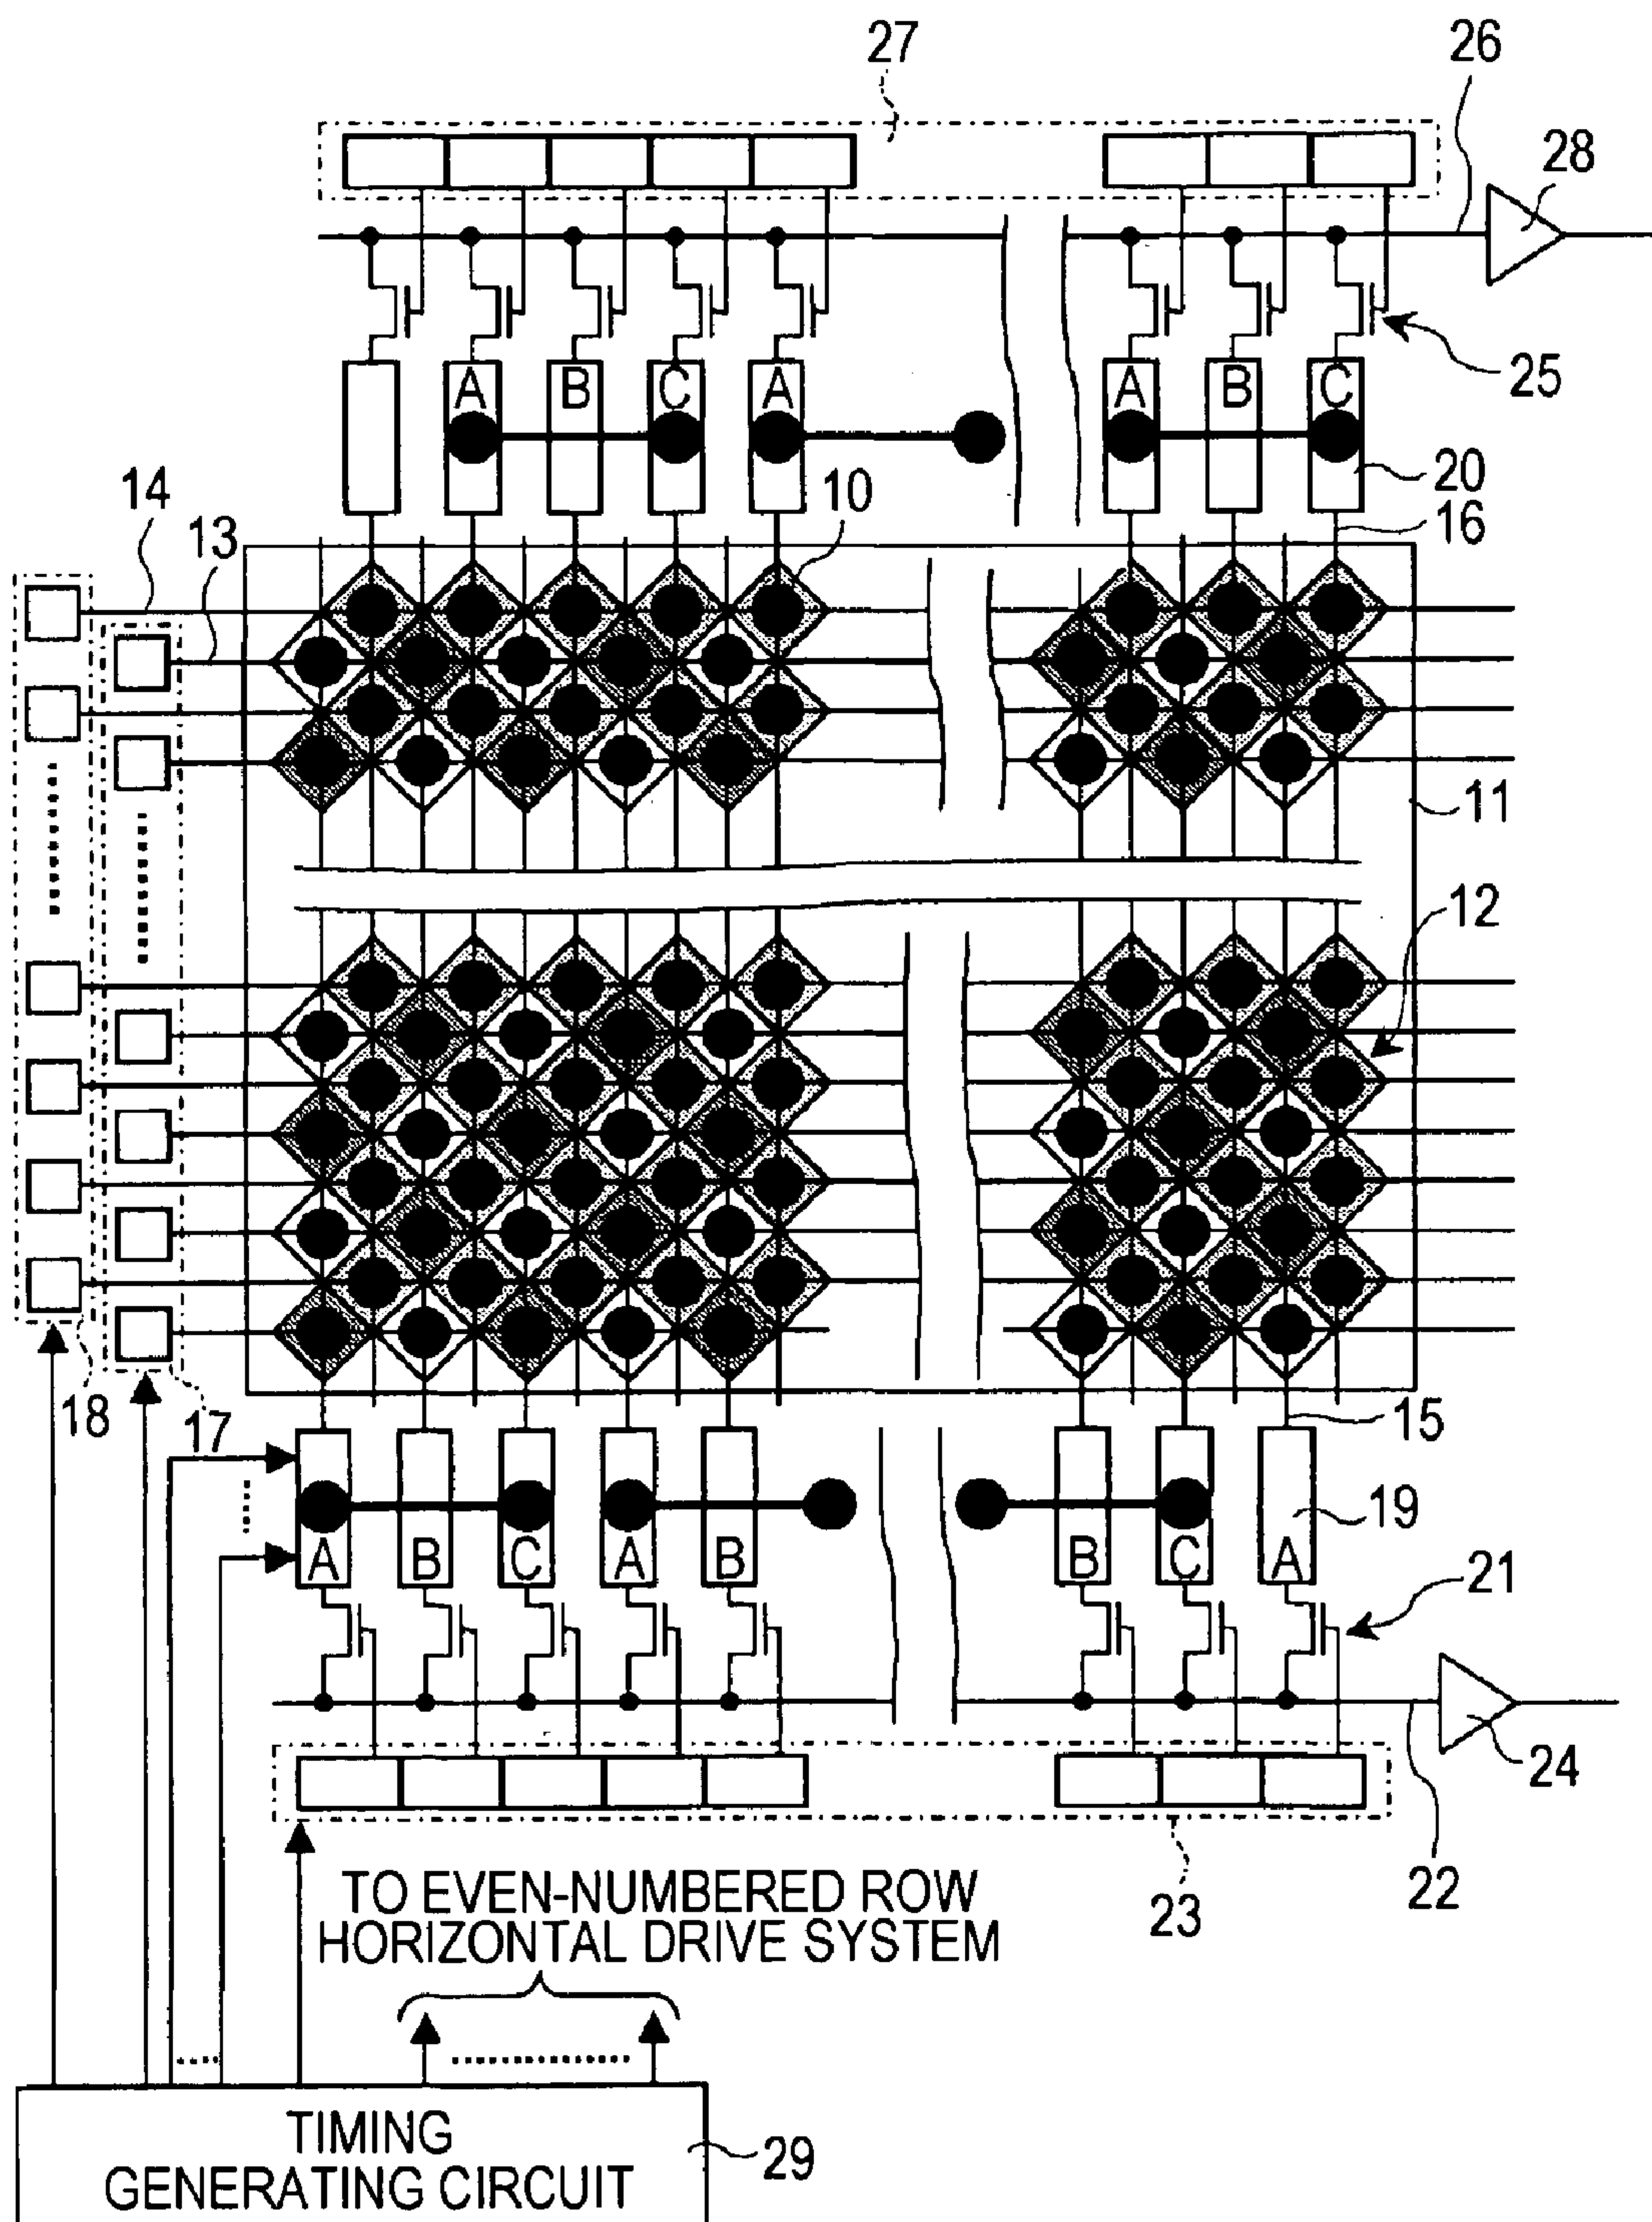 27
26
28
A
B
C
A
A
B
C
25
20
14
13
10
16
11
12
18
17
15
19
A
B
C
A
B
B
C
A
21
24
23
22
TO EVEN-NUMBERED ROW
HORIZONTAL DRIVE SYSTEM
TIMING
GENERATING CIRCUIT
29